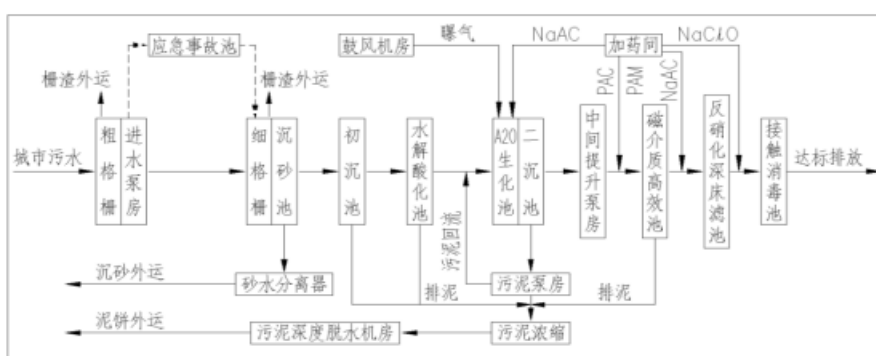 应急事故池
鼓风机房
曝气
NaAC
加药间
NaClO
栅渣外运
栅渣外运
PAC
PAM
NaAC
城市污水
粗格栅
进水泵房
细格栅
沉砂池
初沉池
水解酸化池
污泥回流
A2O生化池
二沉池
中间提升泵房
磁介质高效池
反硝化深床滤池
接触消毒池
达标排放
沉砂外运
砂水分离器
排泥
污泥泵房
排泥
泥饼外运
污泥深度脱水机房
污泥浓缩